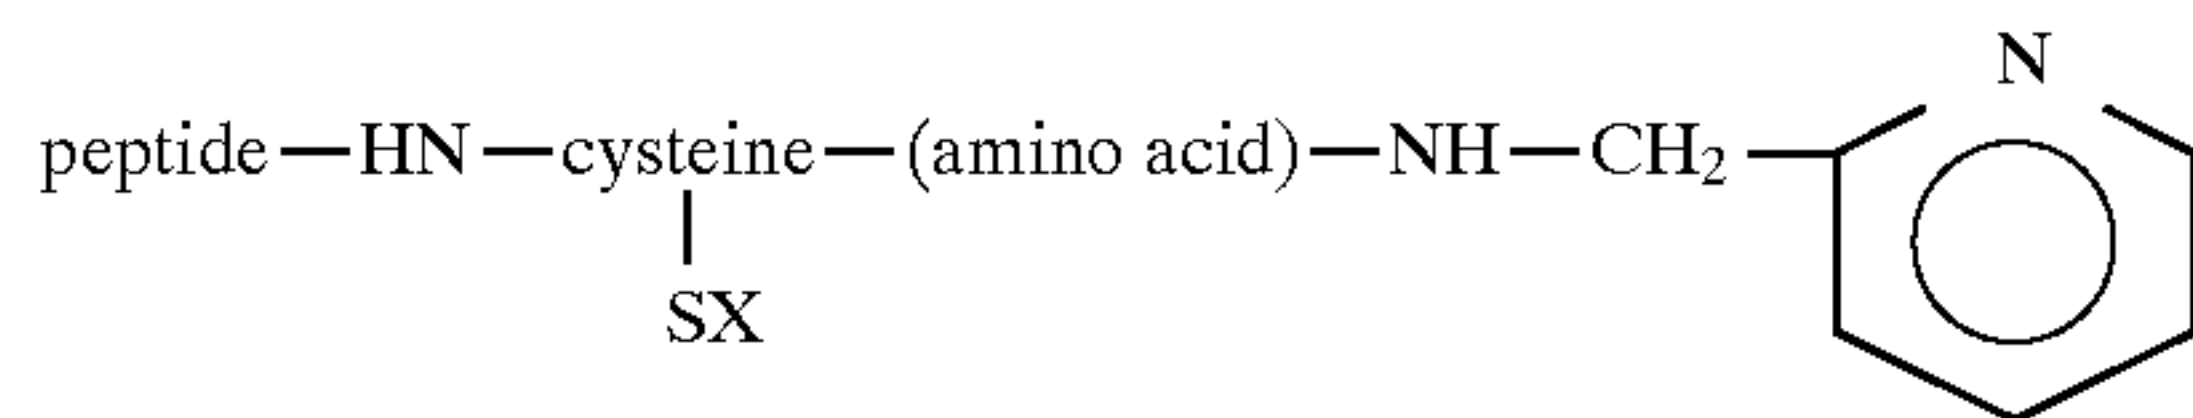 N
peptide—HN—cysteine—(amino acid)—NH—CH₂
SX